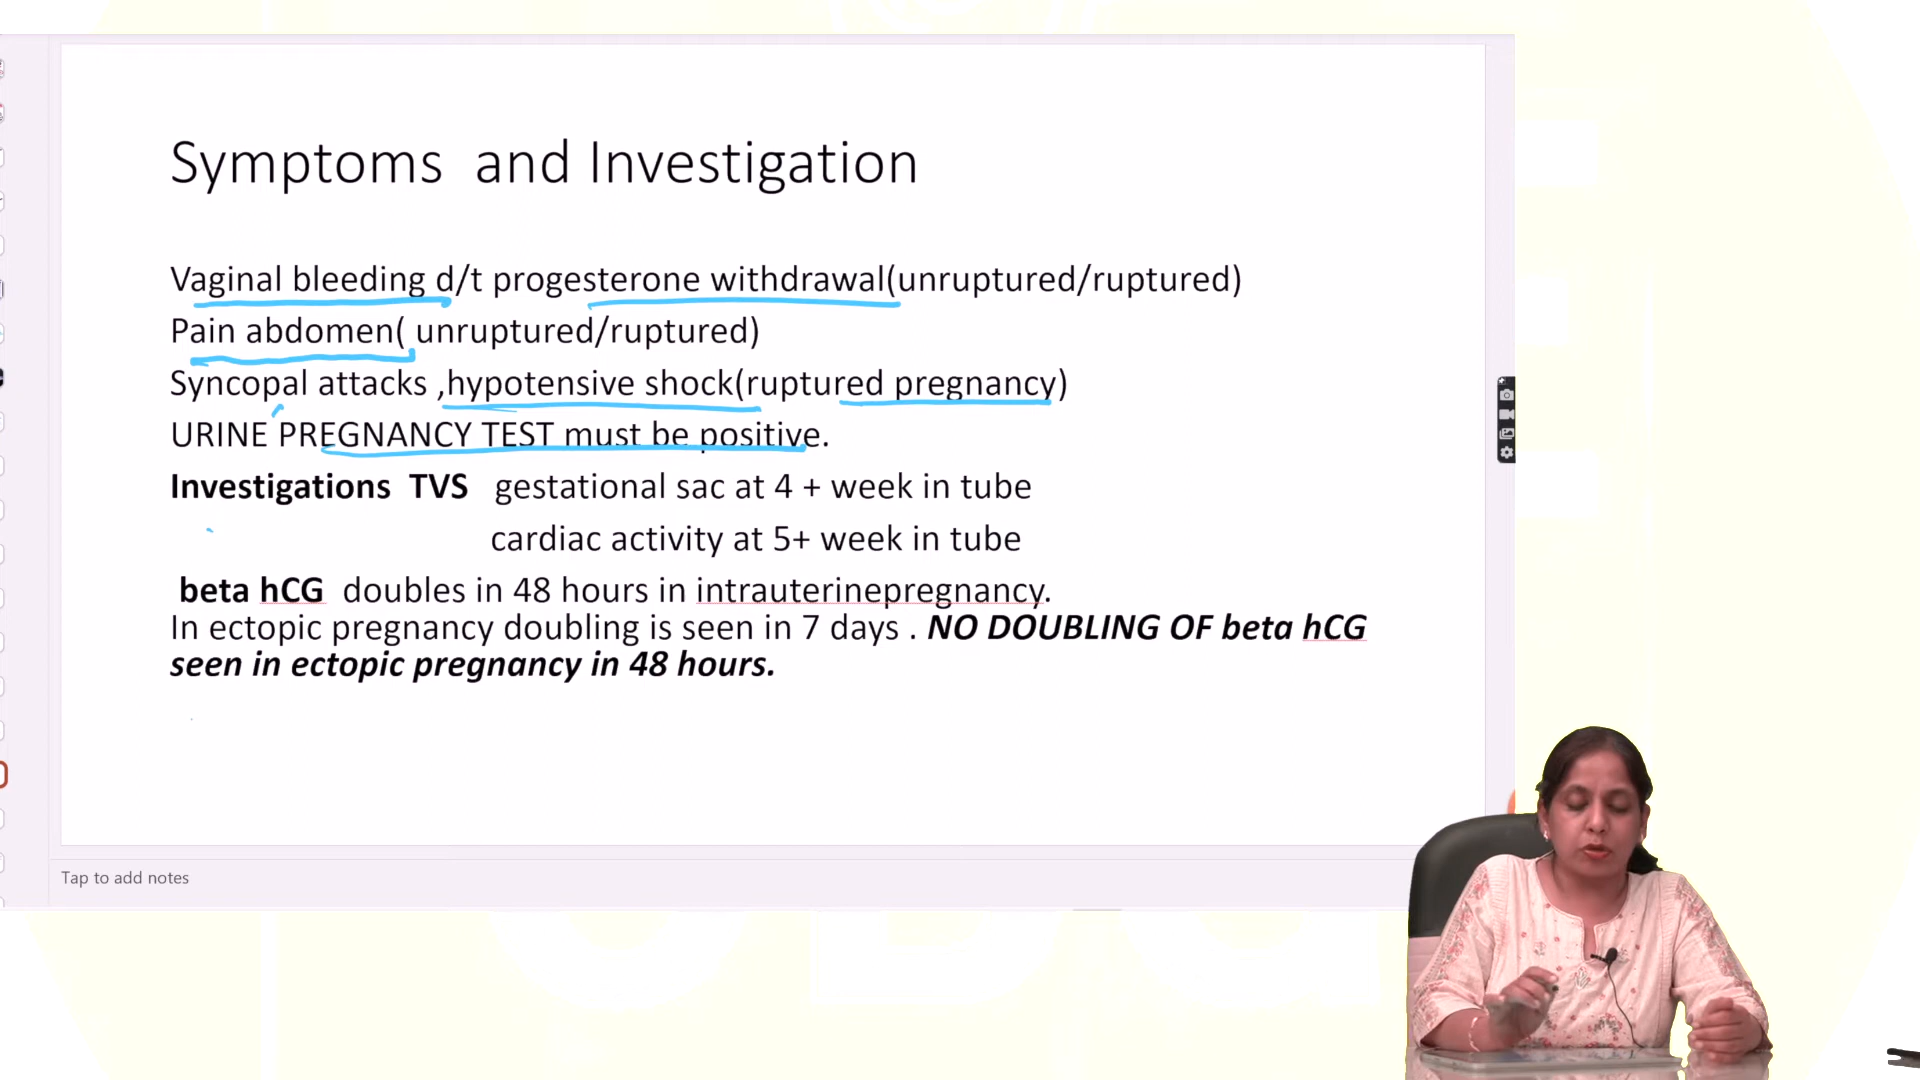 Symptoms and Investigation
Vaginal bleeding d/t progesterone withdrawal(unruptured/ruptured)
Pain abdomen( unruptured/ruptured)
Syncopal attacks ,hypotensive shock(ruptured pregnancy)
URINE PREGNANCY TEST must be positive.
Investigations TVS gestational sac at 4 + week in tube
cardiac activity at 5+ week in tube
beta hCG doubles in 48 hours in intrauterinepregnancy.
In ectopic pregnancy doubling is seen in 7 days . NO DOUBLING OF beta hCG
seen in ectopic pregnancy in 48 hours.
Tap to add notes